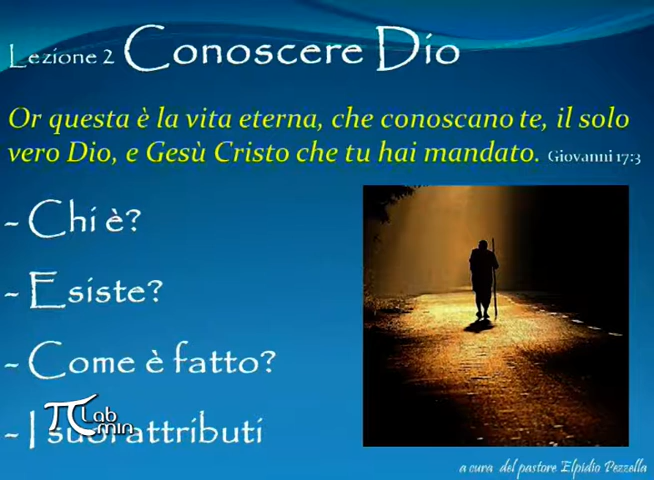 Lezione 2 Conoscere Dio
Or questa è la vita eterna, che conoscano te, il solo
vero Dio, e Gesù Cristo che tu hai mandato. Giovanni 17:3
- Chi è?
- Esiste?
- Come è fatto?
- I suoi attributi
Lab
min
a cura del pastore Elpidio Pezzella